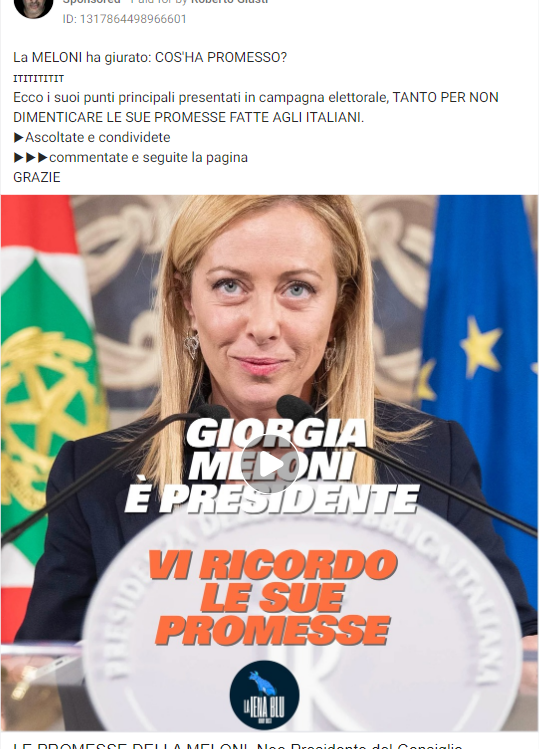 Sponsored • Paid for by Roberto Giusti
ID: 1317864498966601
La MELONI ha giurato: COS'HA PROMESSO?
ITITITITIT
Ecco i suoi punti principali presentati in campagna elettorale, TANTO PER NON
DIMENTICARE LE SUE PROMESSE FATTE AGLI ITALIANI.
▶Ascoltate e condividete
▶▶▶commentate e seguite la pagina
GRAZIE
GIORGIA
MELONI
È PRESIDENTE
PRESIDENZA DELLA REPUBBLICA ITALIANA
VI RICORDO
LE SUE
PROMESSE
LA
IENA BLU
LE PROMESSE DELLA MELONI, Neo Presidente del Consiglio